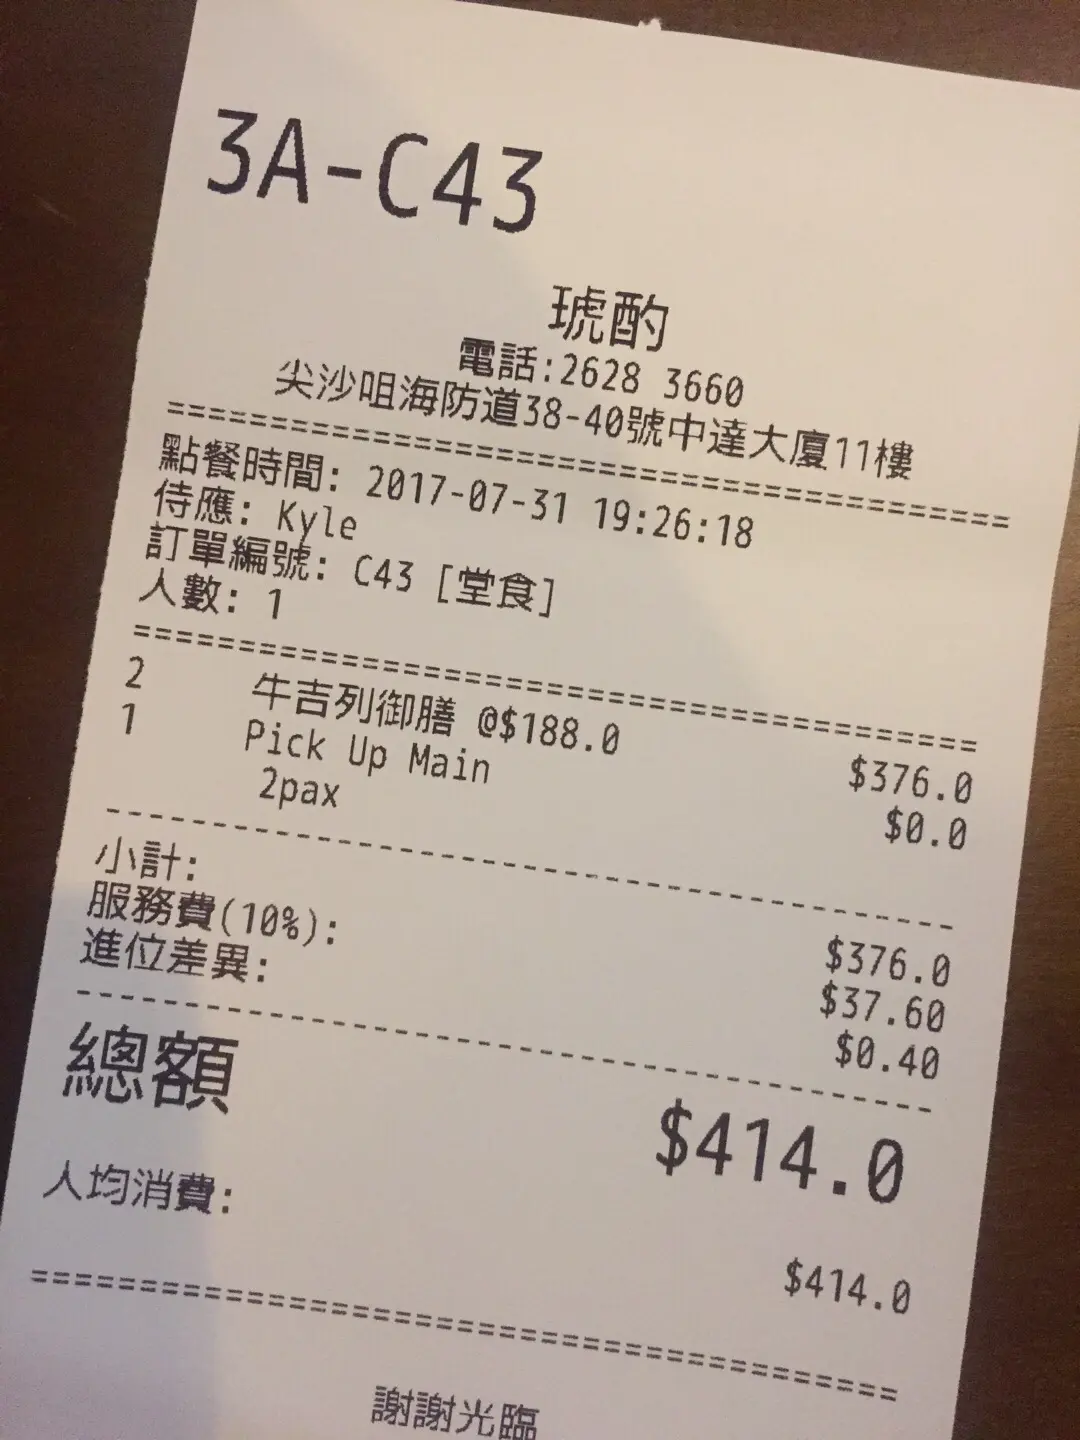 3A-C43
琥酌
電話:2628 3660
尖沙咀海防道38-40號中達大廈11樓
==========================================
點餐時間: 2017-07-31 19:26:18
侍應: Kyle
訂單編號: C43 [堂食]
人數: 1
==========================================
2 牛吉列御膳 @$188.0 $376.0
1 Pick Up Main $0.0
2pax
------------------------------------------
小計: $376.0
服務費(10%): $37.60
進位差異: $0.40
------------------------------------------
總額 $414.0
人均消費: $414.0
==========================================
謝謝光臨